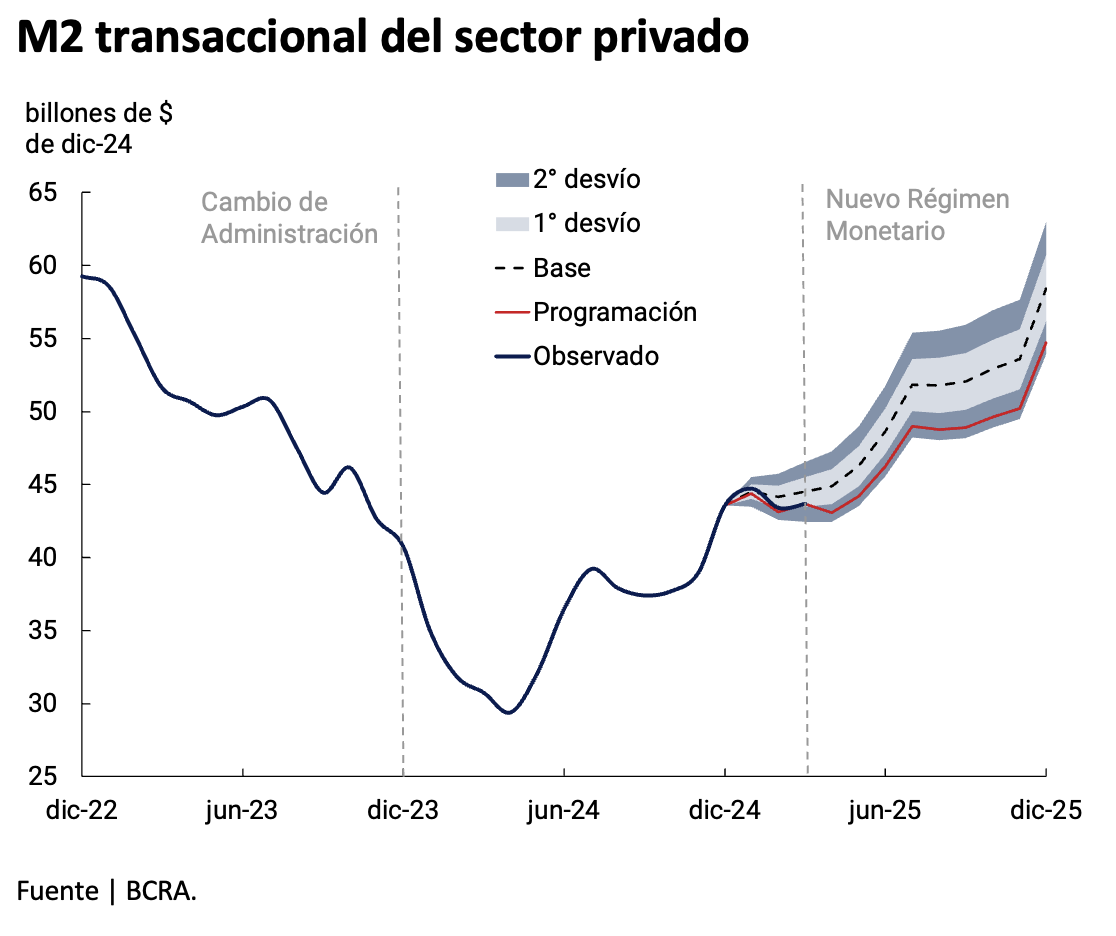 M2 transaccional del sector privado
billones de $
de dic-24
2° desvío
1° desvío
Base
Programación
Observado
Cambio de
Administración
Nuevo Régimen
Monetario
65
60
55
50
45
40
35
30
25
dic-22 jun-23 dic-23 jun-24 dic-24 jun-25 dic-25
Fuente | BCRA.